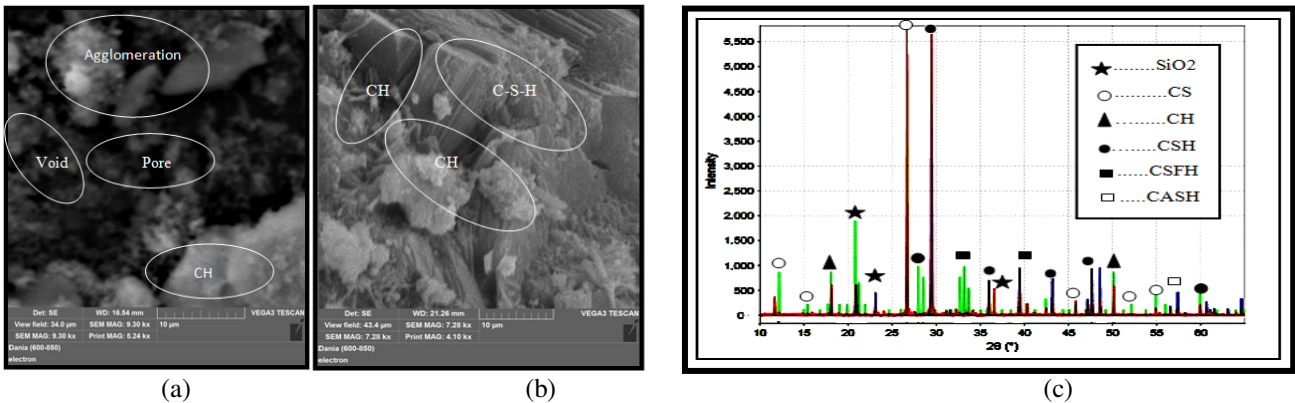 Agglomeration
Void
Pore
CH
Det: SE
WD: 16.54 mm
VEGA3 TESCAN
View field: 34.0 µm
SEM MAG: 9.30 kx
10 µm
SEM MAG: 9.30 kx
Print MAG: 5.24 kx
Dania (600-850)
electron
(a)
CH
C-S-H
CH
Det: SE
WD: 21.26 mm
VEGA3 TESCAN
View field: 43.4 µm
SEM MAG: 7.28 kx
10 µm
SEM MAG: 7.28 kx
Print MAG: 4.10 kx
Dania (600-850)
electron
(b)
Intensity
5,500
5,000
4,500
4,000
3,500
3,000
2,500
2,000
1,500
1,000
500
0
10 15 20 25 30 35 40 45 50 55 60
2θ (°)
★ ........SiO2
○ ........CS
▲ ........CH
● ........CSH
■ ........CSFH
□ ........CASH
(c)